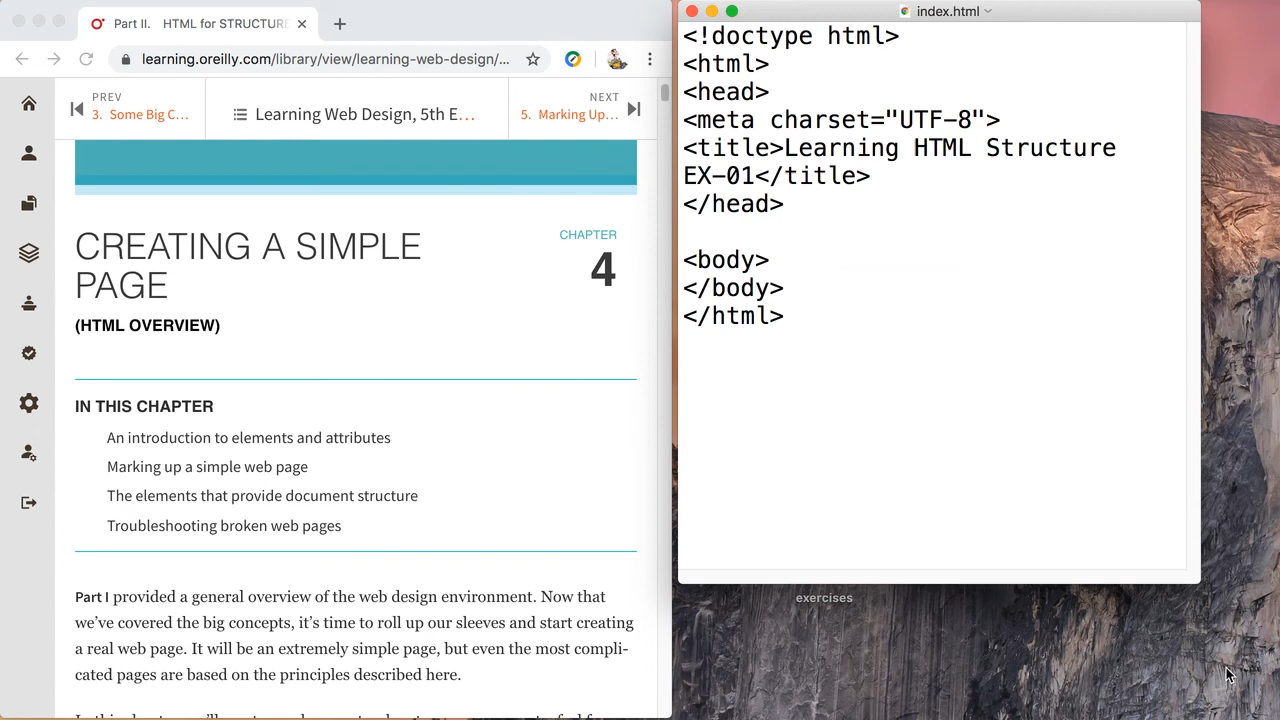 Part II. HTML for STRUCTURE
learning.oreilly.com/library/view/learning-web-design/...
PREV
3. Some Big C...
Learning Web Design, 5th E...
NEXT
5. Marking Up...
CREATING A SIMPLE
PAGE
(HTML OVERVIEW)
CHAPTER
4
IN THIS CHAPTER
An introduction to elements and attributes
Marking up a simple web page
The elements that provide document structure
Troubleshooting broken web pages
Part I provided a general overview of the web design environment. Now that
we’ve covered the big concepts, it’s time to roll up our sleeves and start creating
a real web page. It will be an extremely simple page, but even the most compli-
cated pages are based on the principles described here.
index.html
<!doctype html>
<html>
<head>
<meta charset="UTF-8">
<title>Learning HTML Structure
EX-01</title>
</head>
<body>
</body>
</html>
exercises